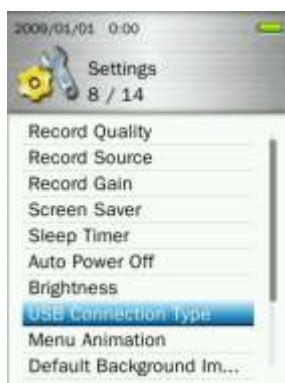 2009/01/01 0:00
Settings
8 / 14
Record Quality
Record Source
Record Gain
Screen Saver
Sleep Timer
Auto Power Off
Brightness
USB Connection Type
Menu Animation
Default Background Im...